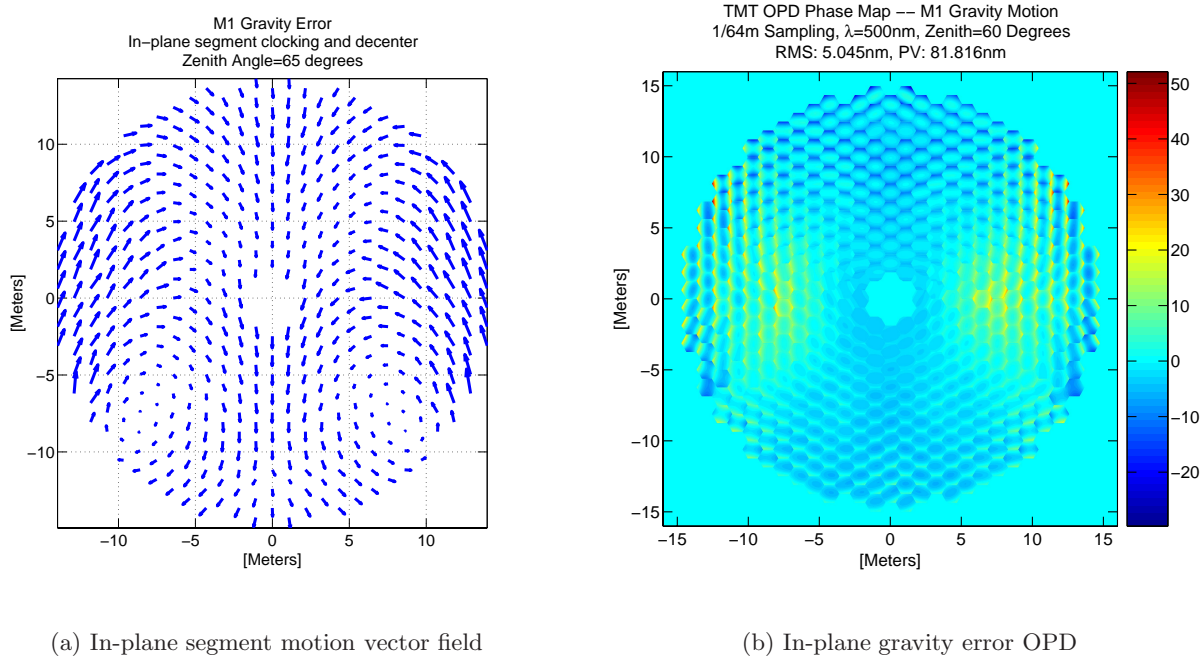 M1 Gravity Error
In−plane segment clocking and decenter
Zenith Angle=65 degrees
10
5
0
−5
−10
[Meters]
−10 −5 0 5 10
[Meters]
(a) In-plane segment motion vector field
TMT OPD Phase Map −− M1 Gravity Motion
1/64m Sampling, λ=500nm, Zenith=60 Degrees
RMS: 5.045nm, PV: 81.816nm
15
10
5
0
−5
−10
−15
[Meters]
−15 −10 −5 0 5 10 15
[Meters]
50
40
30
20
10
0
−10
−20
(b) In-plane gravity error OPD